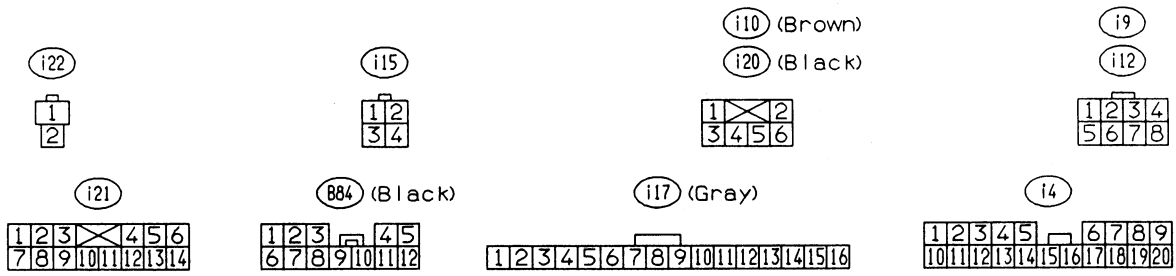 i10 (Brown)
i9
i22
i15
i20 (Black)
i12
1
2
1 2
3 4
1 2
3 4 5 6
1 2 3 4
5 6 7 8
i21
B84 (Black)
i17 (Gray)
i4
1 2 3 4 5 6
7 8 9 10 11 12 13 14
1 2 3 4 5
6 7 8 9 10 11 12
1 2 3 4 5 6 7 8 9 10 11 12 13 14 15 16
1 2 3 4 5 6 7 8 9
10 11 12 13 14 15 16 17 18 19 20